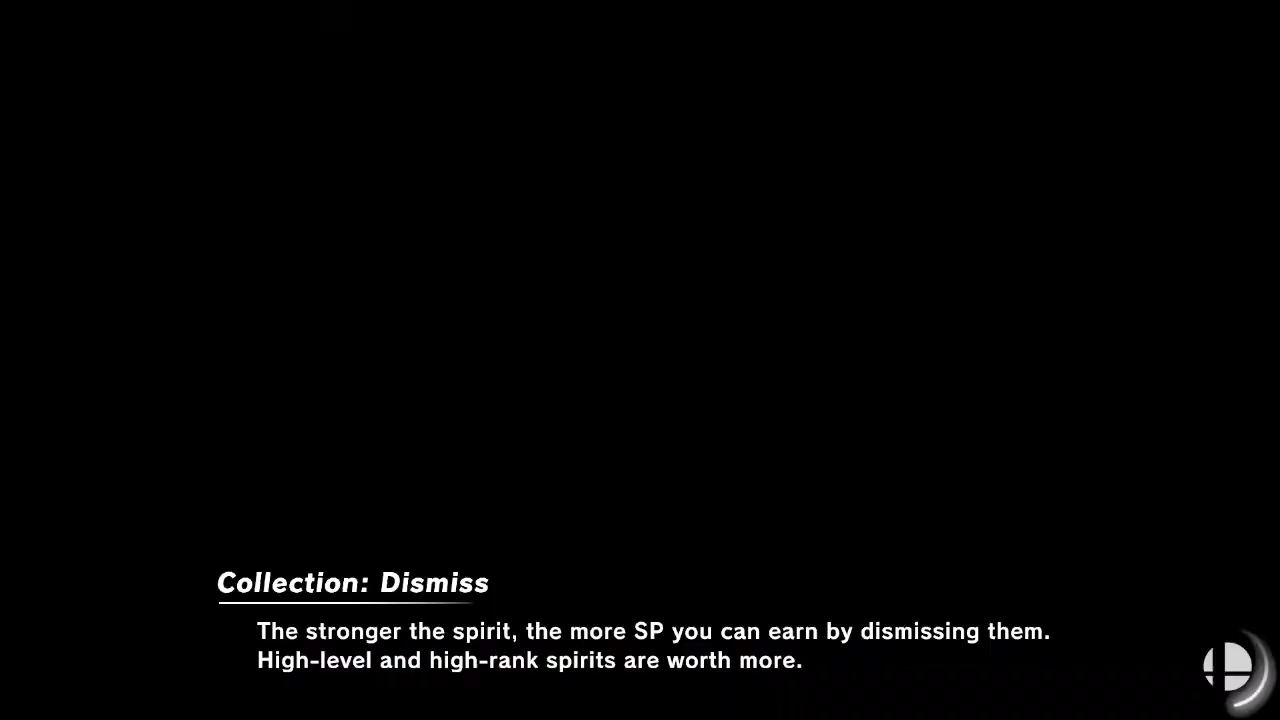 Collection: Dismiss
The stronger the spirit, the more SP you can earn by dismissing them.
High-level and high-rank spirits are worth more.